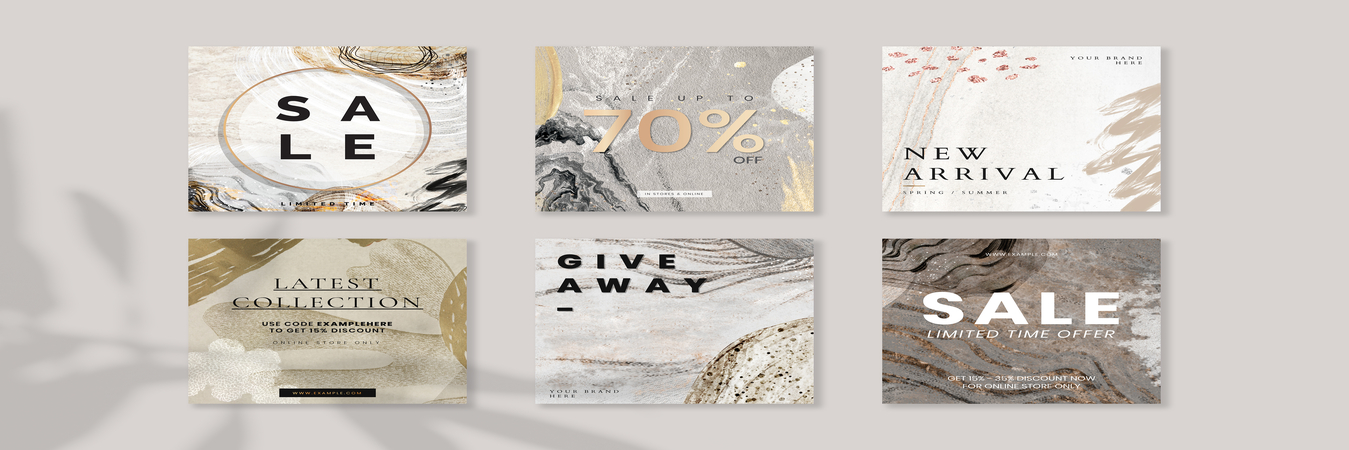 SA
LE
LIMITED TIME
SALE UP TO
70%
OFF
IN STORES & ONLINE
YOUR BRAND
HERE
NEW
ARRIVAL
SPRING / SUMMER
LATEST
COLLECTION
USE CODE EXAMPLEHERE
TO GET 15% DISCOUNT
ONLINE STORE ONLY
WWW.EXAMPLE.COM
GIVE
AWAY
–
YOUR BRAND
HERE
WWW.EXAMPLE.COM
SALE
LIMITED TIME OFFER
GET 15% – 35% DISCOUNT NOW
FOR ONLINE STORE ONLY